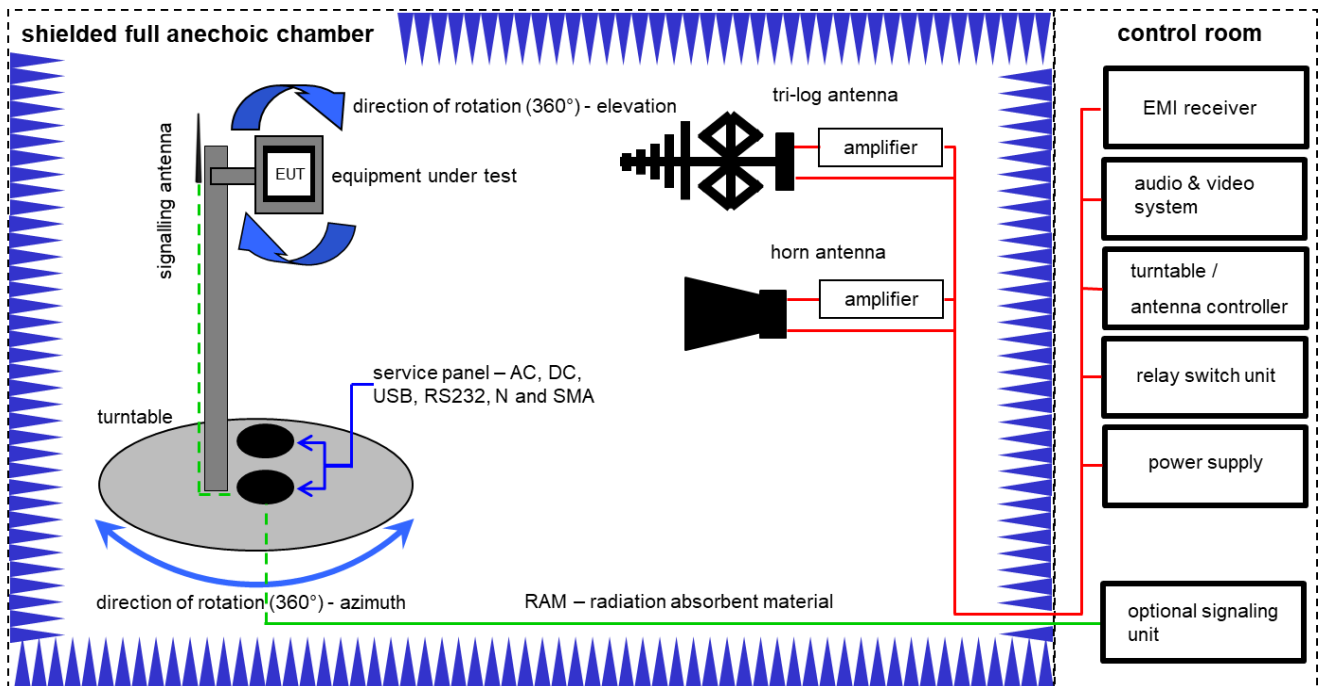 shielded full anechoic chamber
control room
direction of rotation (360°) - elevation
tri-log antenna
EMI receiver
amplifier
signalling antenna
EUT
equipment under test
audio & video
system
horn antenna
turntable /
antenna controller
amplifier
service panel – AC, DC,
USB, RS232, N and SMA
relay switch unit
turntable
power supply
direction of rotation (360°) - azimuth
RAM – radiation absorbent material
optional signaling
unit